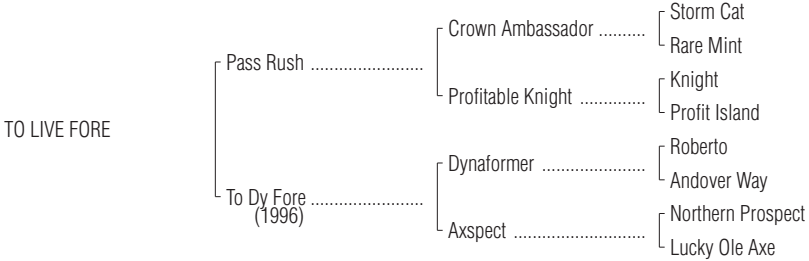 Storm Cat
Crown Ambassador ..........
Rare Mint
Pass Rush ........................
Knight
Profitable Knight ..............
Profit Island
TO LIVE FORE
Roberto
Dynaformer ......................
Andover Way
To Dy Fore ........................
(1996)
Northern Prospect
Axspect ............................
Lucky Ole Axe